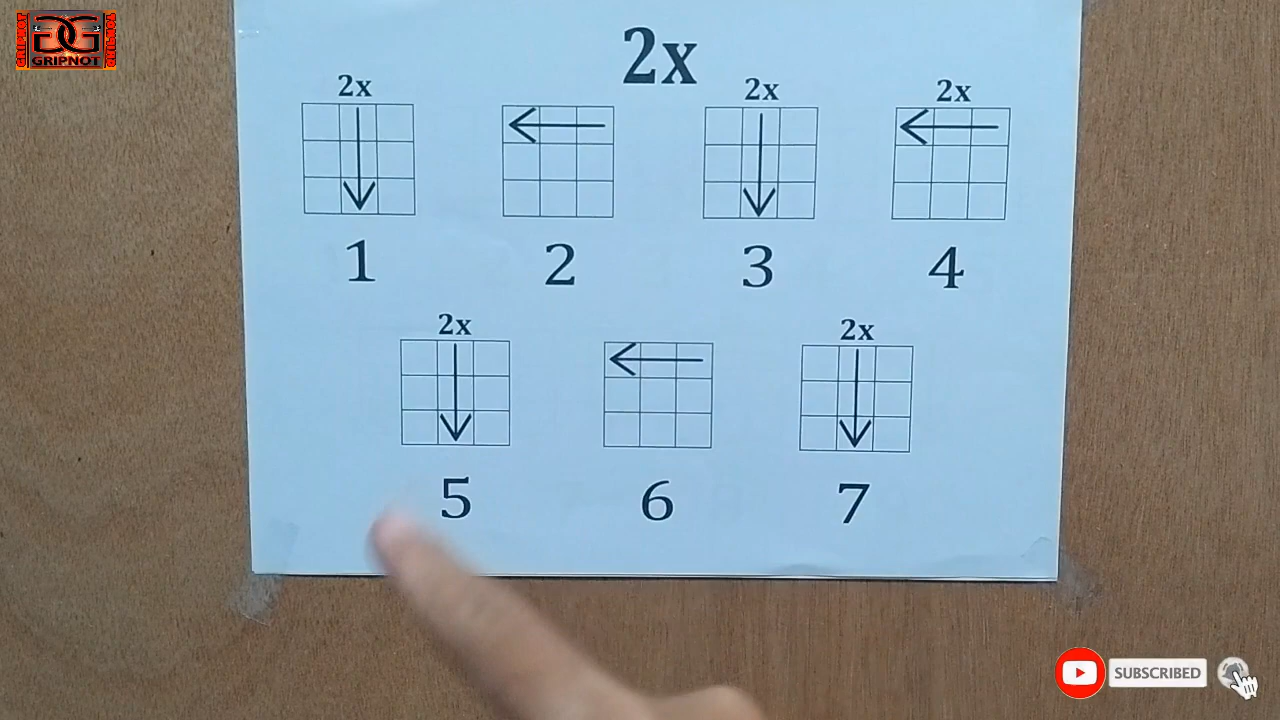 GRIPNOT
2x
2x 2x 2x
1 2 3 4
2x 2x
5 6 7
SUBSCRIBED